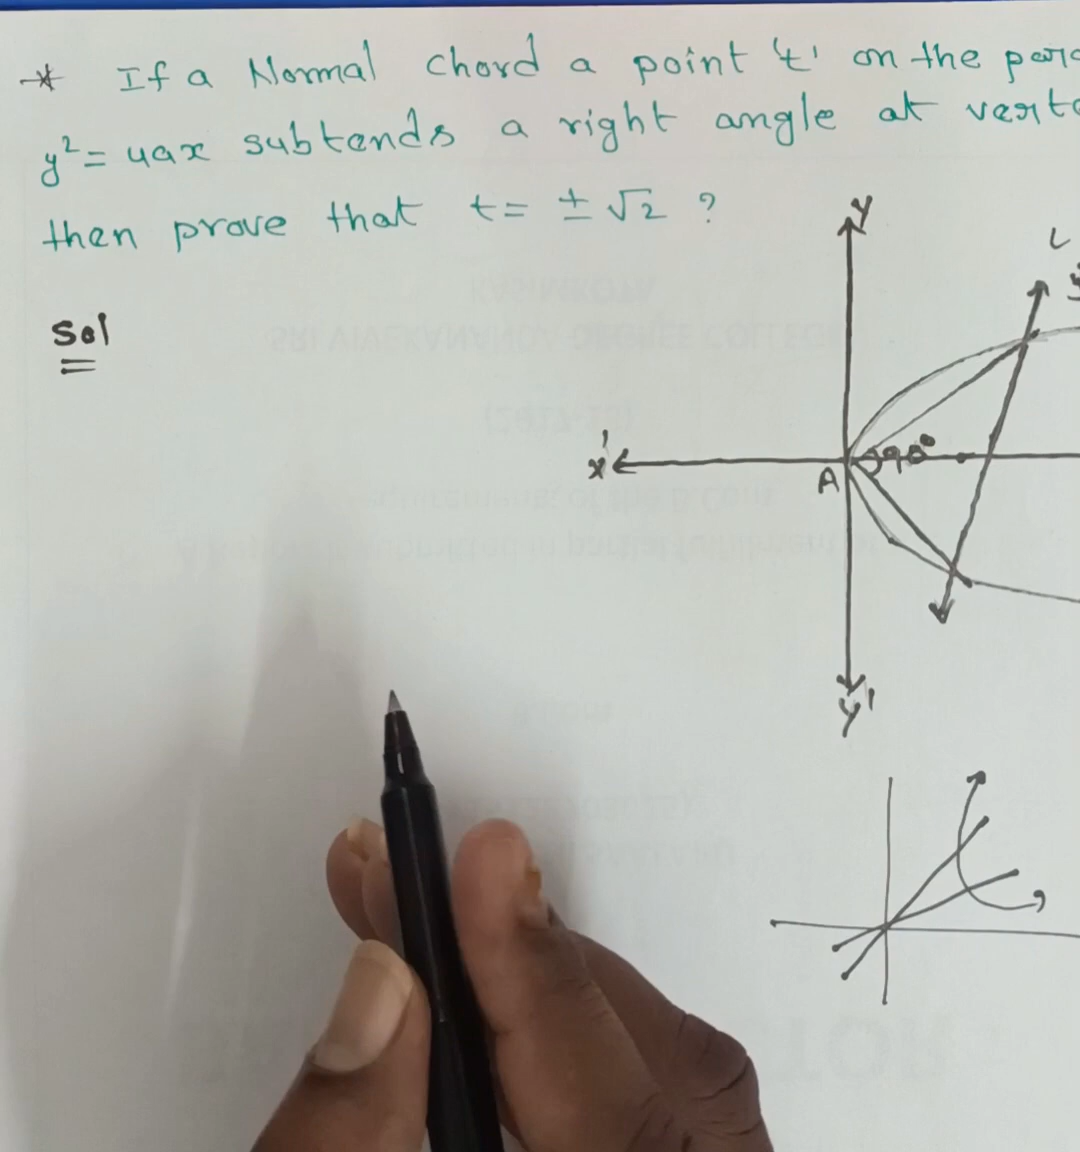 * If a Normal chord a point 't' on the para
y² = 4ax subtends a right angle at verte
then prove that t = ± √2 ?
Sol
Y
L
X'
A
90°
Y'